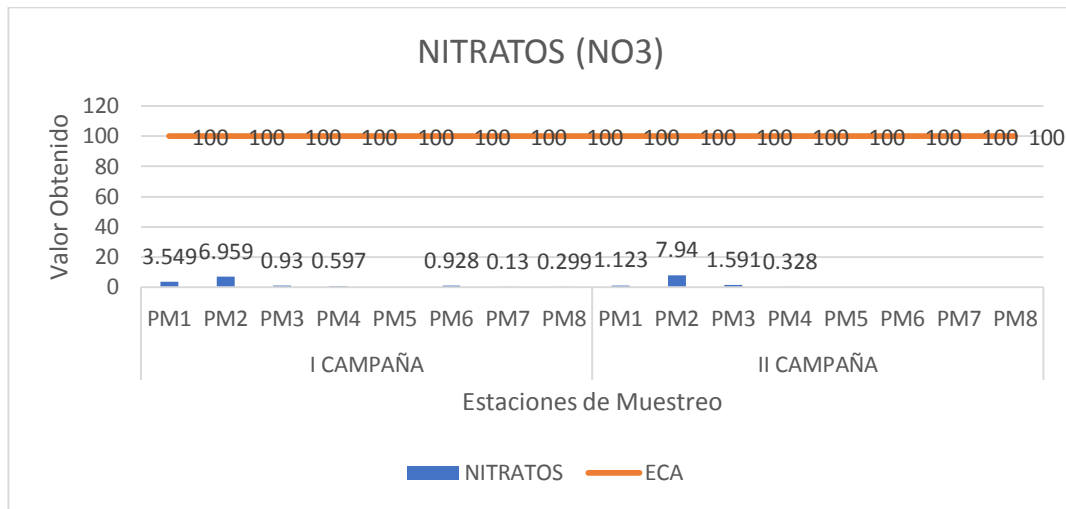 NITRATOS (NO3)
Valor Obtenido
120
100
80
60
40
20
0
100 100 100 100 100 100 100 100 100 100 100 100 100 100 100 100
3.549 6.959 0.93 0.597 0.928 0.13 0.299 1.123 7.94 1.591 0.328
PM1 PM2 PM3 PM4 PM5 PM6 PM7 PM8 PM1 PM2 PM3 PM4 PM5 PM6 PM7 PM8
I CAMPAÑA II CAMPAÑA
Estaciones de Muestreo
NITRATOS ECA